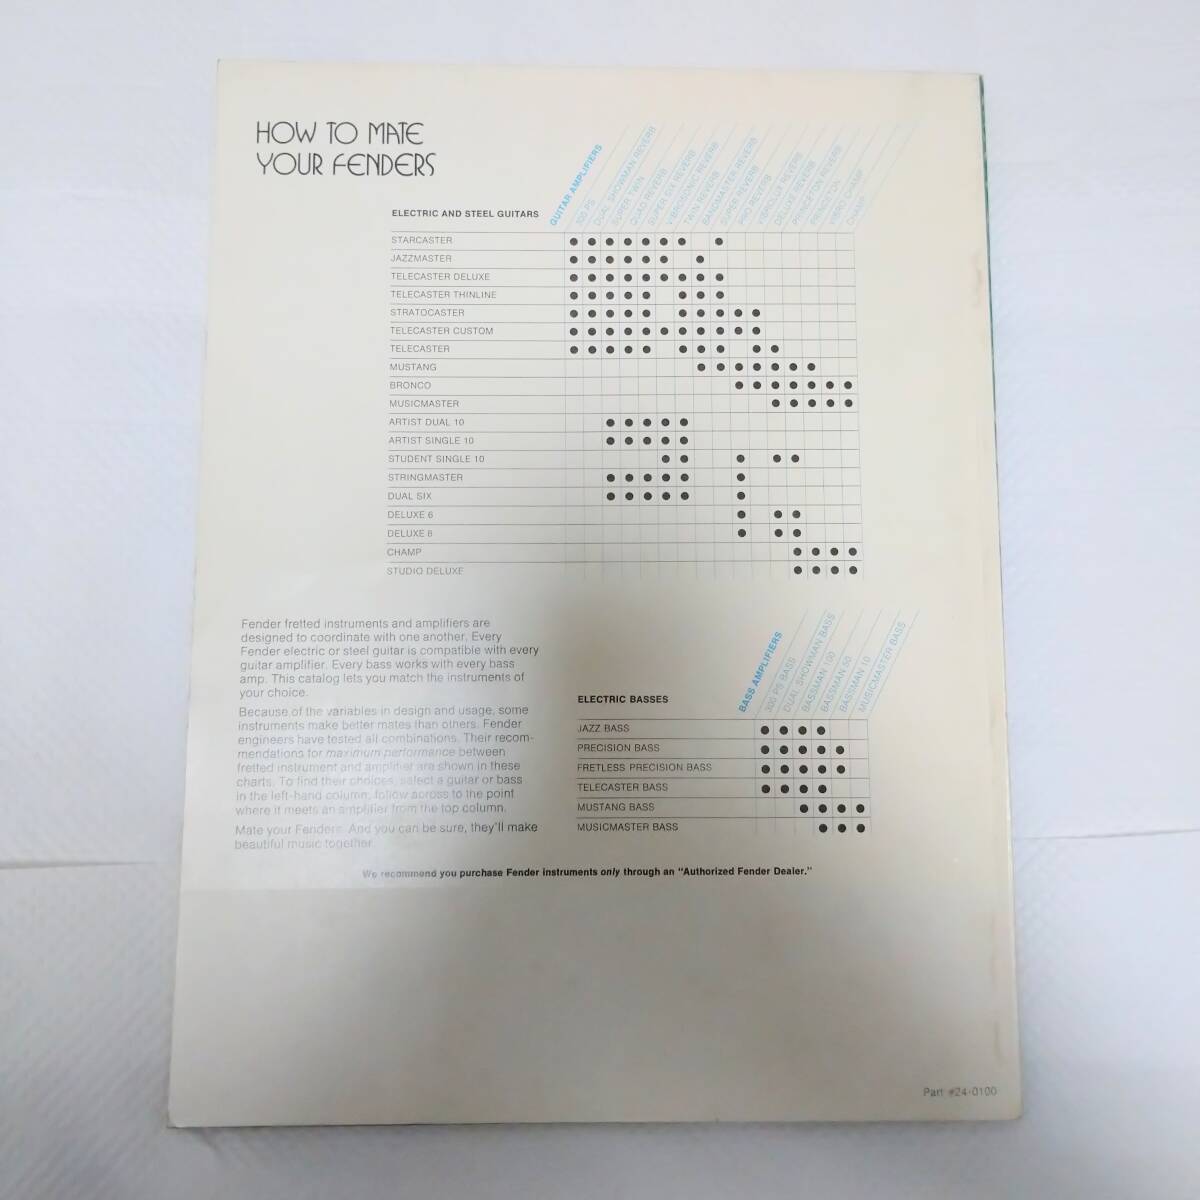 HOW TO MATE
YOUR FENDERS
GUITAR AMPLIFIERS
300 PS
DUAL SHOWMAN REVERB
SUPER TWIN
QUAD REVERB
SUPER SIX REVERB
VIBROSONIC REVERB
TWIN REVERB
BANDMASTER REVERB
SUPER REVERB
PRO REVERB
VIBROLUX REVERB
DELUXE REVERB
PRINCETON REVERB
CHAMP
ELECTRIC AND STEEL GUITARS
STARCASTER
JAZZMASTER
TELECASTER DELUXE
TELECASTER THINLINE
STRATOCASTER
TELECASTER CUSTOM
TELECASTER
MUSTANG
BRONCO
MUSICMASTER
ARTIST DUAL 10
ARTIST SINGLE 10
STUDENT SINGLE 10
STRINGMASTER
DUAL SIX
DELUXE 6
DELUXE 8
CHAMP
STUDIO DELUXE
Fender fretted instruments and amplifiers are
designed to coordinate with one another. Every
Fender electric or steel guitar is compatible with every
guitar amplifier. Every bass works with every bass
amp. This catalog lets you match the instruments of
your choice.
Because of the variables in design and usage, some
instruments make better mates than others. Fender
engineers have tested all combinations. Their recom-
mendations for maximum performance between
fretted instrument and amplifier are shown in these
charts. To find their choices, select a guitar or bass
in the left-hand column, follow across to the point
where it meets an amplifier from the top column.
Mate your Fenders. And you can be sure, they'll make
beautiful music together.
BASS AMPLIFIERS
300 PS BASS
DUAL SHOWMAN BASS
BASSMAN 100
BASSMAN 50
BASSMAN 10
MUSICMASTER BASS
ELECTRIC BASSES
JAZZ BASS
PRECISION BASS
FRETLESS PRECISION BASS
TELECASTER BASS
MUSTANG BASS
MUSICMASTER BASS
We recommend you purchase Fender instruments only through an "Authorized Fender Dealer."
Part #24-0100